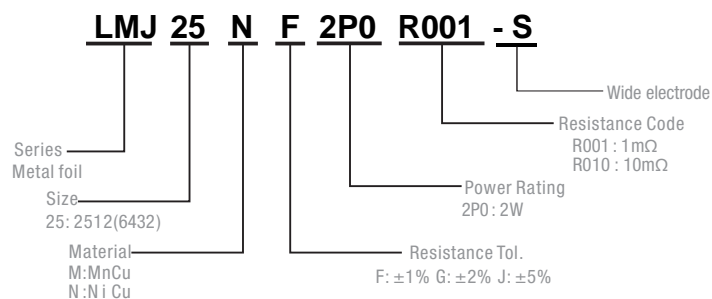 LMJ 25 N F 2P0 R001 - S
Wide electrode
Resistance Code
R001 : 1mΩ
R010 : 10mΩ
Series
Metal foil
Power Rating
2P0 : 2W
Size
25: 2512(6432)
Material
M:MnCu
N:Ni Cu
Resistance Tol.
F: ±1% G: ±2% J: ±5%